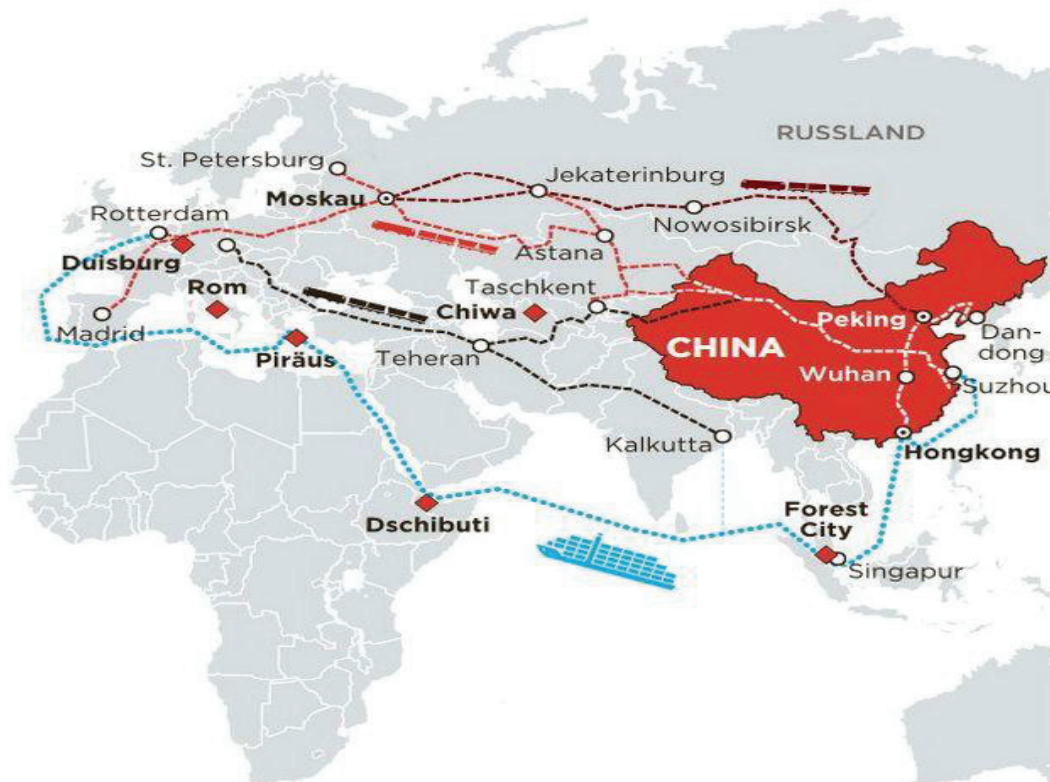 RUSSLAND
St. Petersburg
Jekaterinburg
Moskau
Rotterdam
Nowosibirsk
Duisburg
Astana
Rom
Taschkent
Chiwa
Peking
Dan-
dong
Madrid
Piräus
Teheran
CHINA
Wuhan
Suzhou
Kalkutta
Hongkong
Dschibuti
Forest
City
Singapur